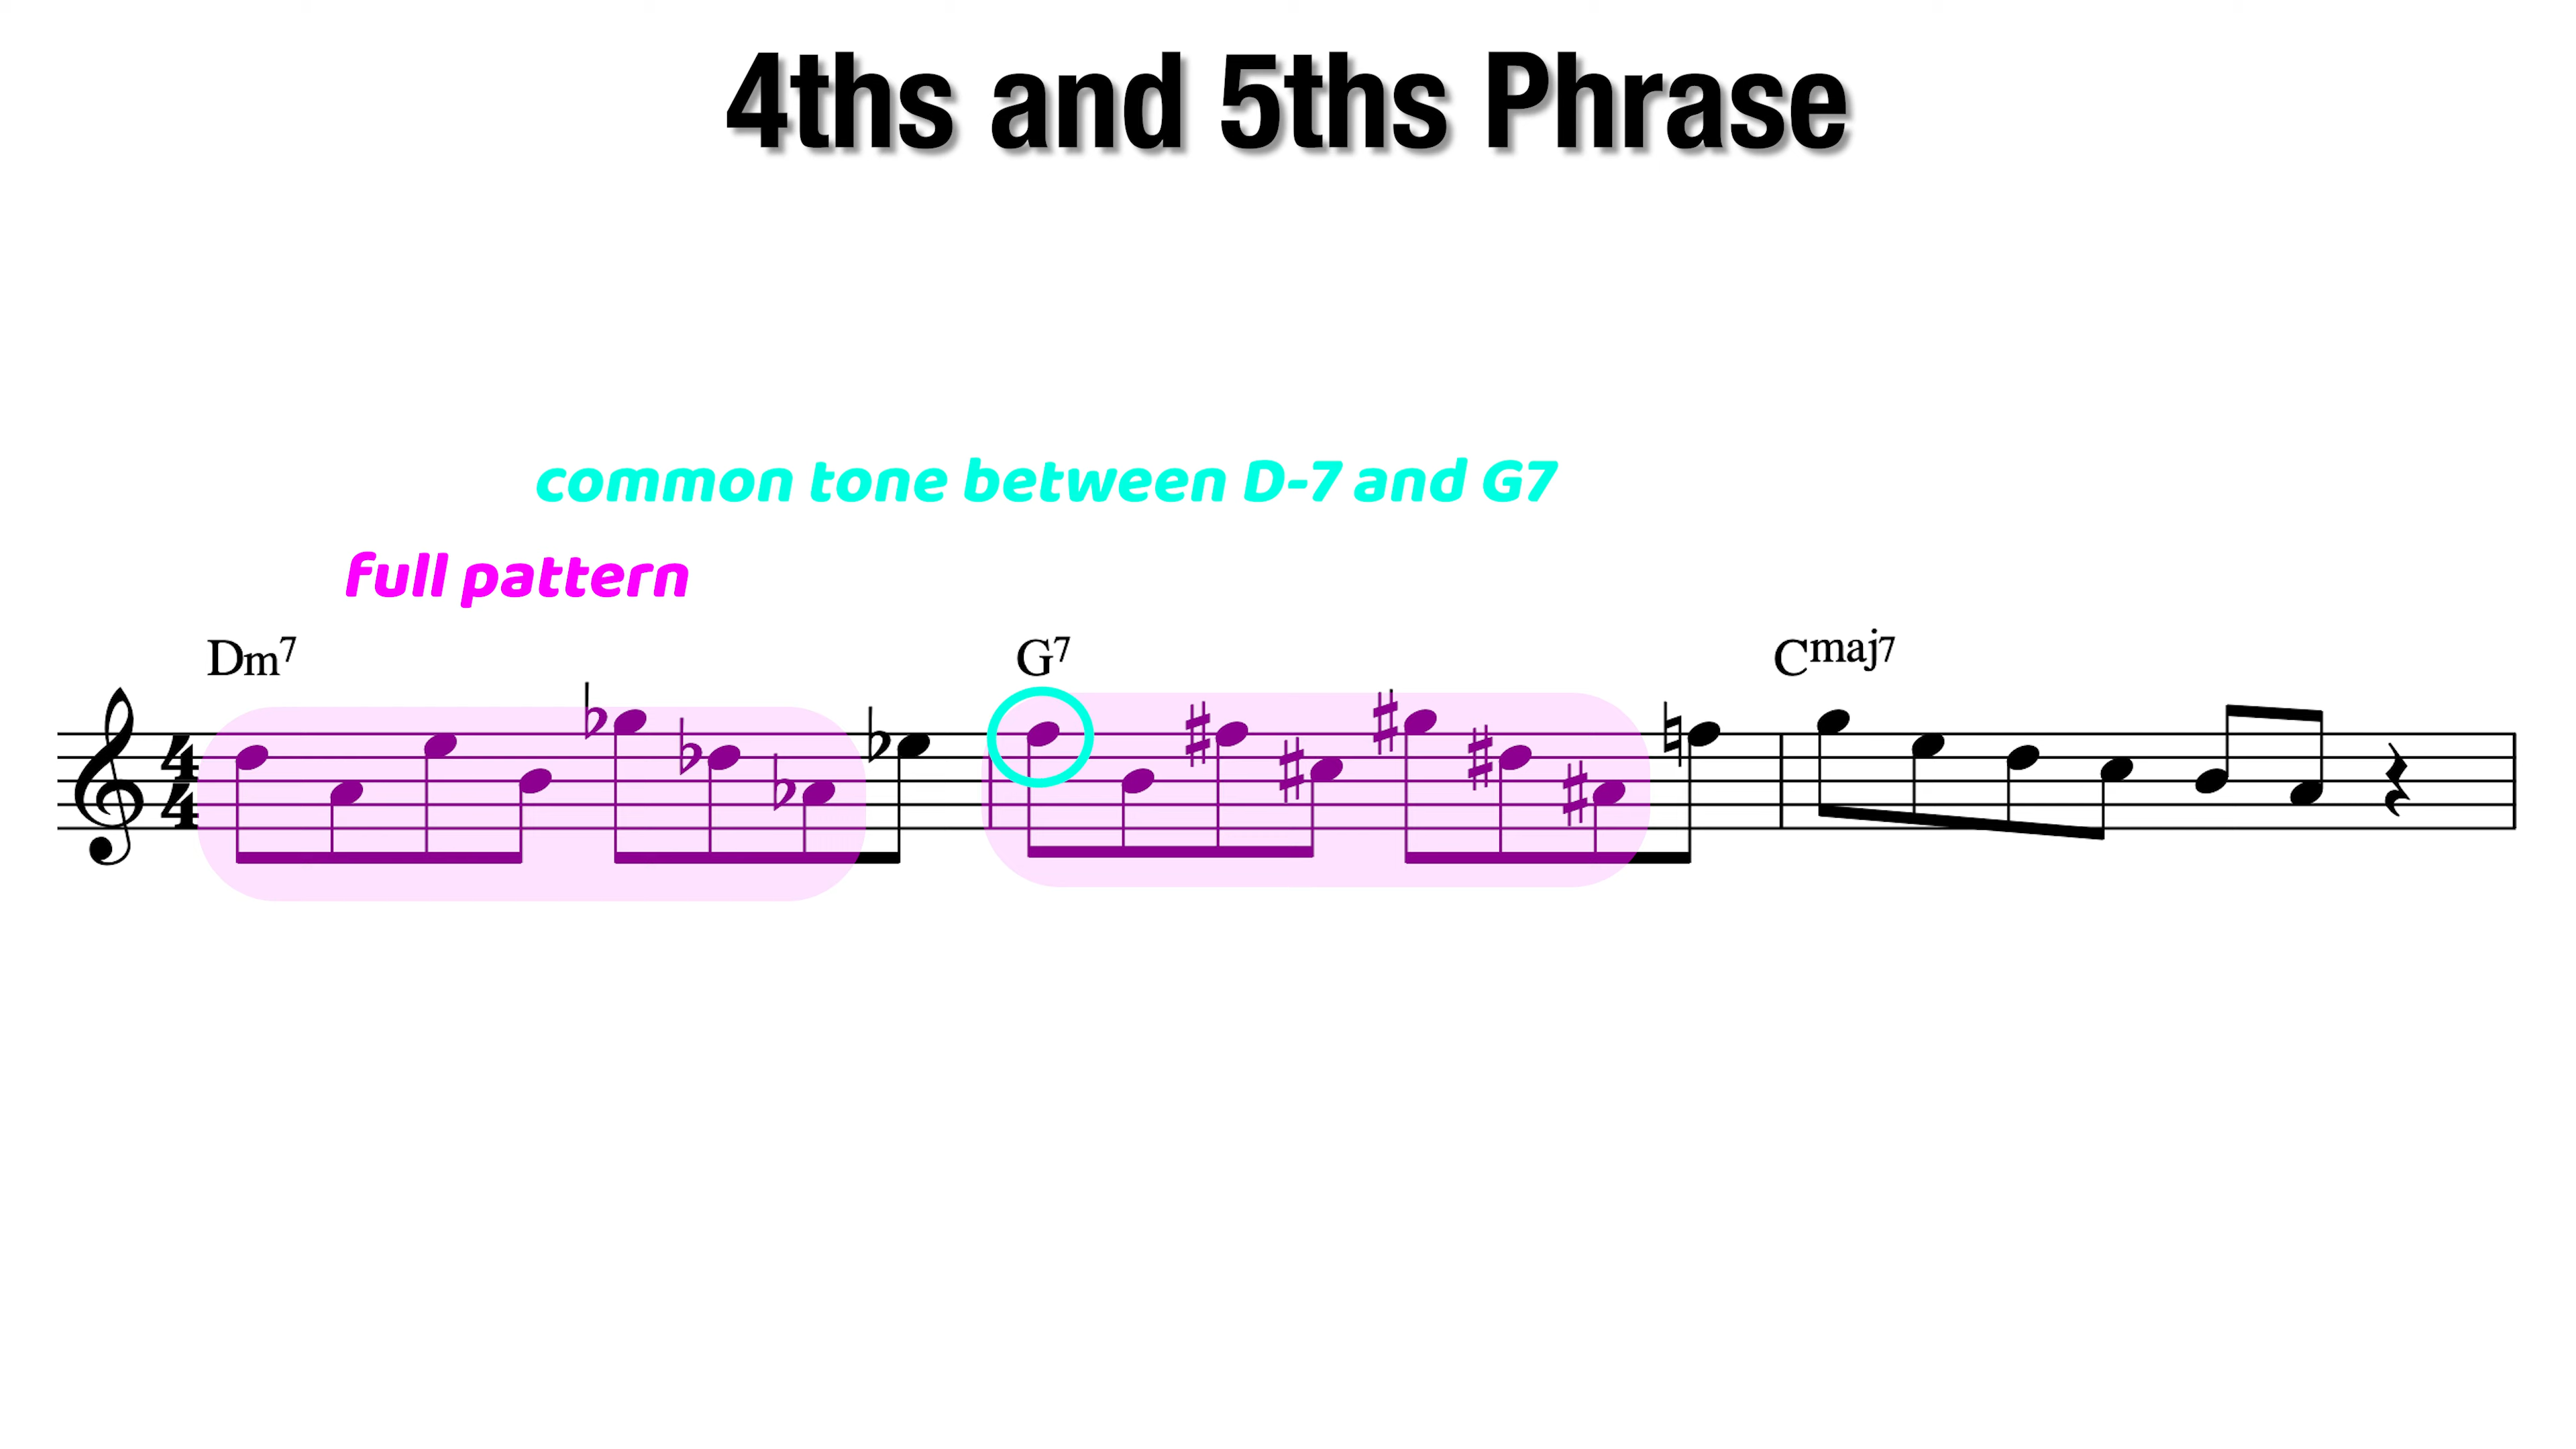 4ths and 5ths Phrase
common tone between D-7 and G7
full pattern
Dm7 G7 Cmaj7
4
4